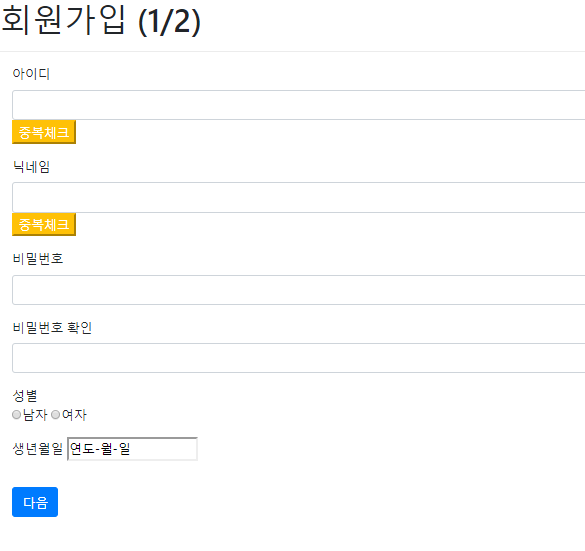 회원가입 (1/2)
아이디
중복체크
닉네임
중복체크
비밀번호
비밀번호 확인
성별
남자 여자
생년월일 연도-월-일
다음